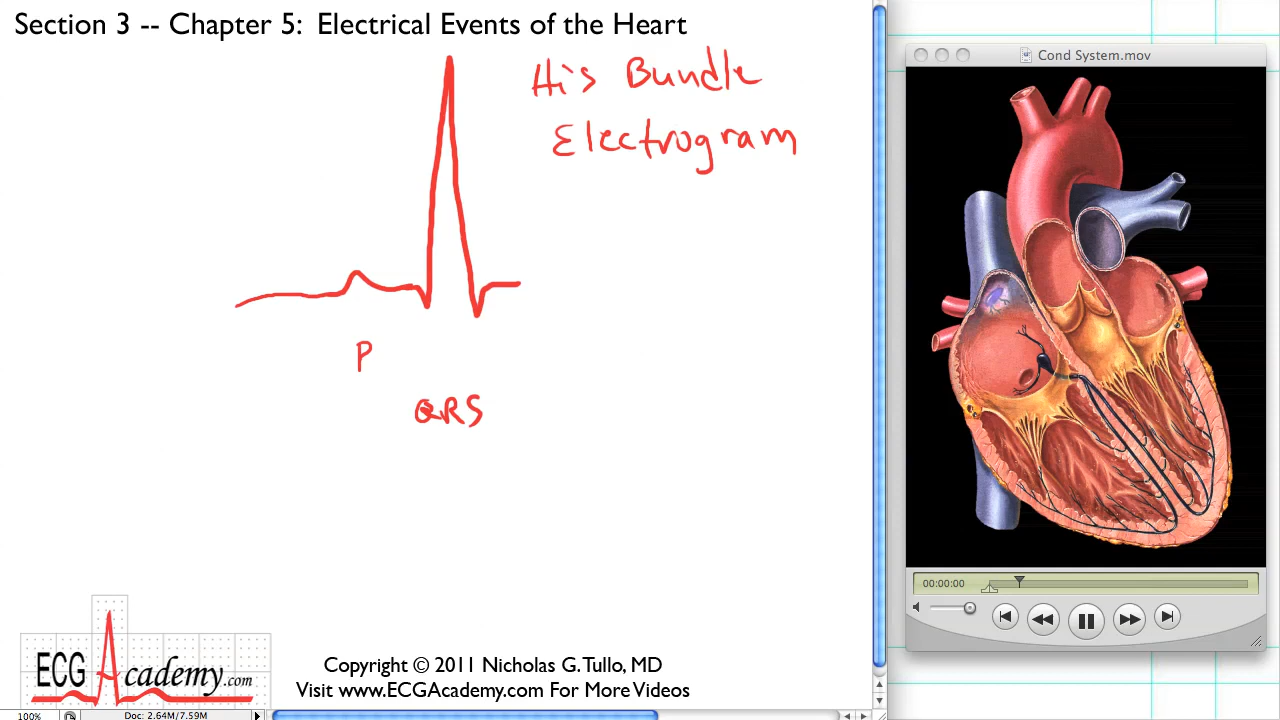 Section 3 -- Chapter 5:  Electrical Events of the Heart
His Bundle
Electrogram
P
QRS
ECG Academy.com
Copyright © 2011 Nicholas G. Tullo, MD
Visit www.ECGAcademy.com For More Videos
100%
Doc: 2.64M/7.59M
Cond System.mov
00:00:00